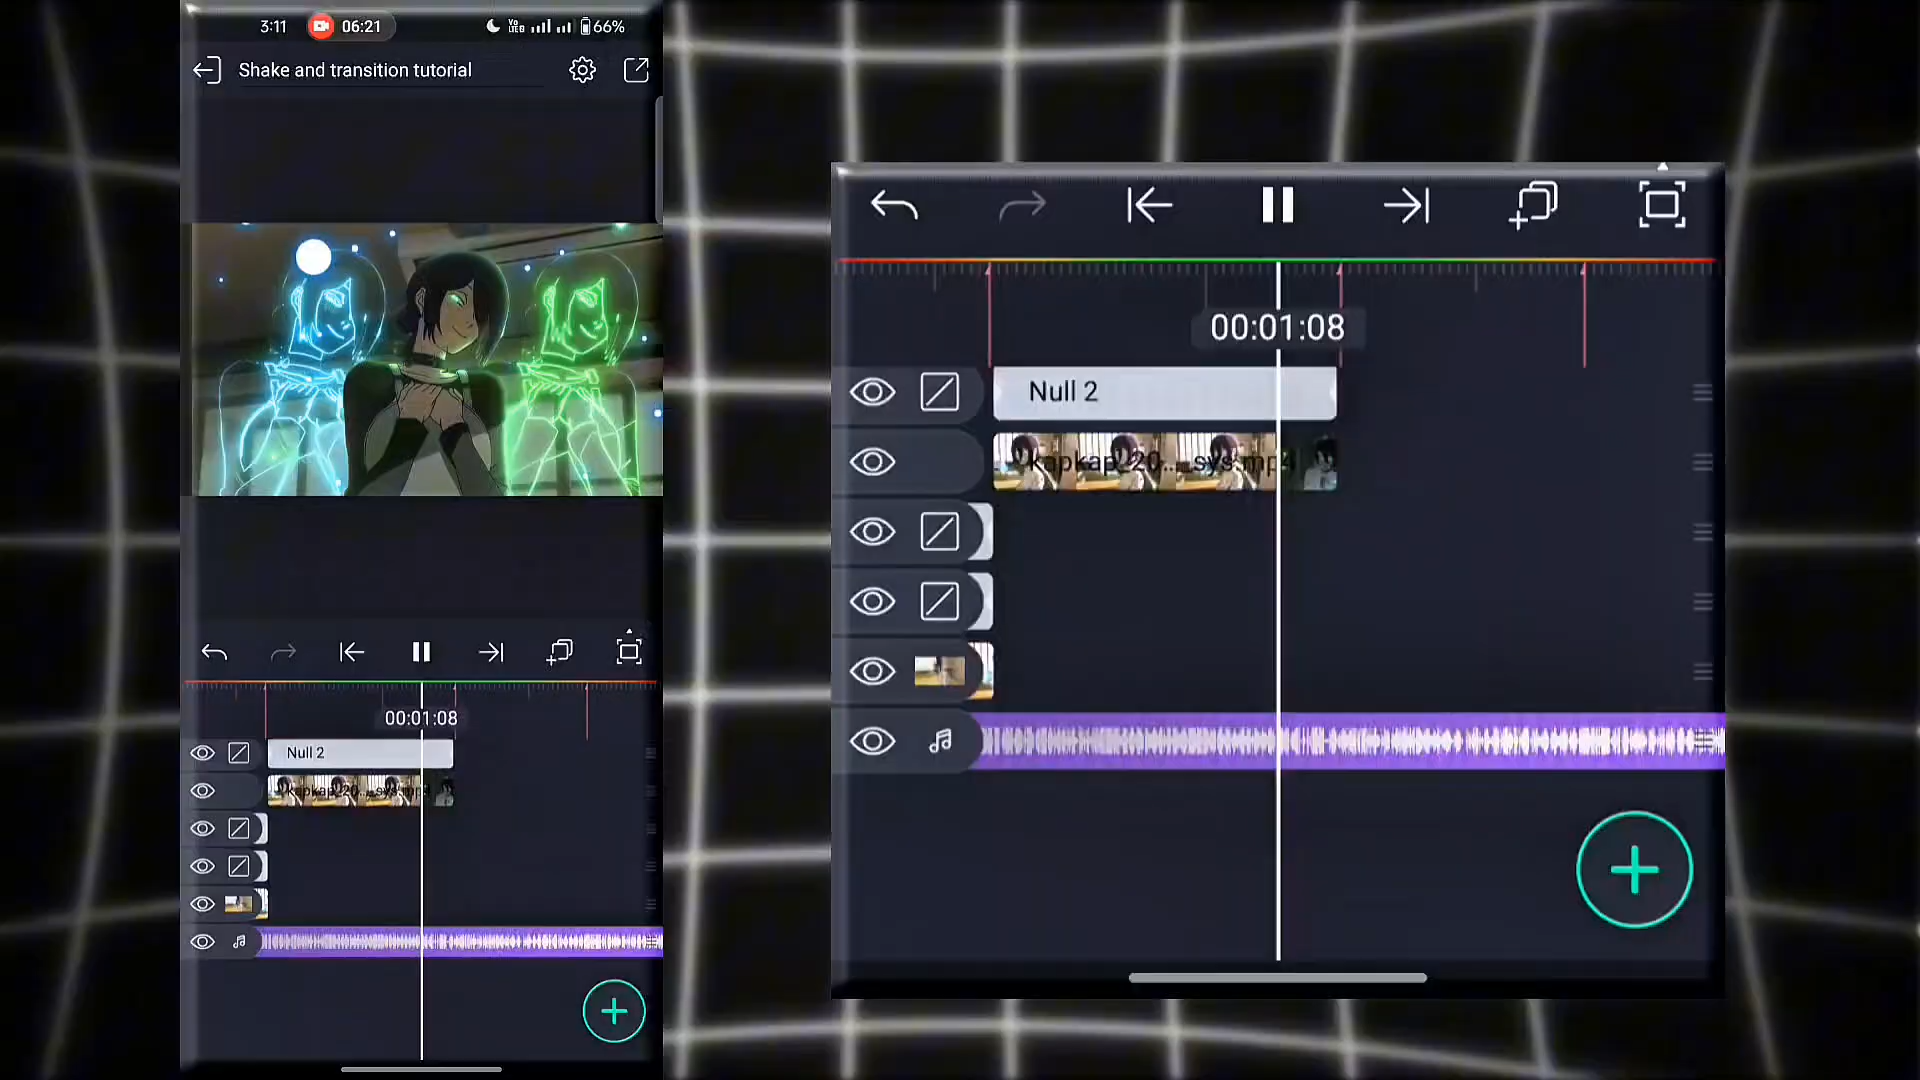 3:11
06:21
66%
Shake and transition tutorial
00:01:08
Null 2
kapkap_20..._sys.mp4
00:01:08
Null 2
kapkap_20..._sys.mp4